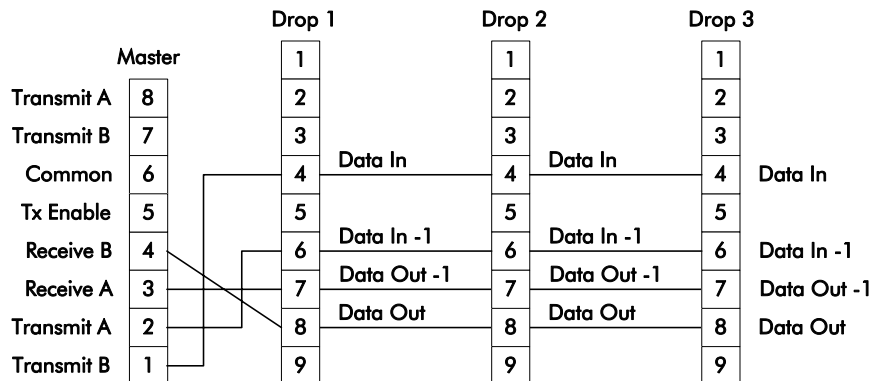 Drop 1 Drop 2 Drop 3
Master 1 1 1
Transmit A 8 2 2 2
Transmit B 7 3 3 3
Common 6 4 Data In 4 Data In 4 Data In
Tx Enable 5 5 5 5
Receive B 4 6 Data In -1 6 Data In -1 6 Data In -1
Receive A 3 7 Data Out -1 7 Data Out -1 7 Data Out -1
Transmit A 2 8 Data Out 8 Data Out 8 Data Out
Transmit B 1 9 9 9